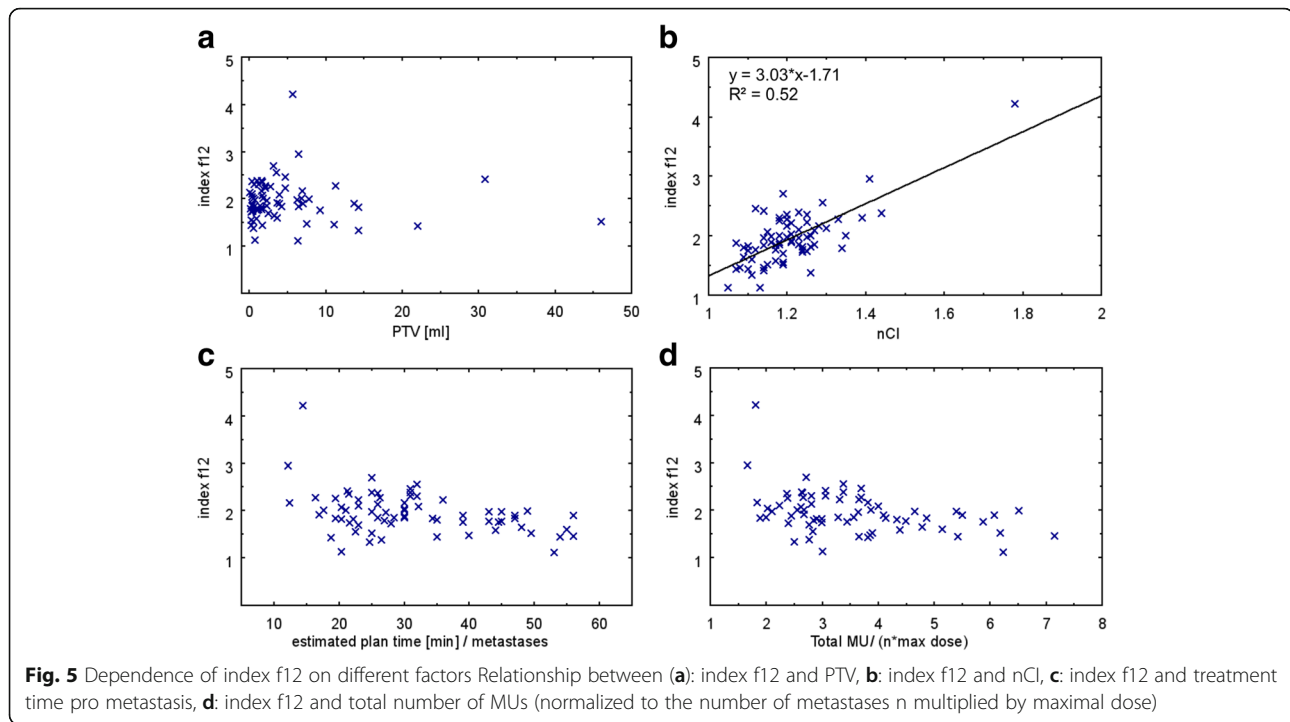 a
5
4
3
2
1
index f12
0 10 20 30 40 50
PTV [ml]
b
y = 3.03*x-1.71
R² = 0.52
5
4
3
2
1
index f12
1 1.2 1.4 1.6 1.8 2
nCI
c
5
4
3
2
1
index f12
10 20 30 40 50 60
estimated plan time [min] / metastases
d
5
4
3
2
1
index f12
1 2 3 4 5 6 7 8
Total MU/ (n*max dose)
Fig. 5 Dependence of index f12 on different factors Relationship between (a): index f12 and PTV, b: index f12 and nCI, c: index f12 and treatment
time pro metastasis, d: index f12 and total number of MUs (normalized to the number of metastases n multiplied by maximal dose)